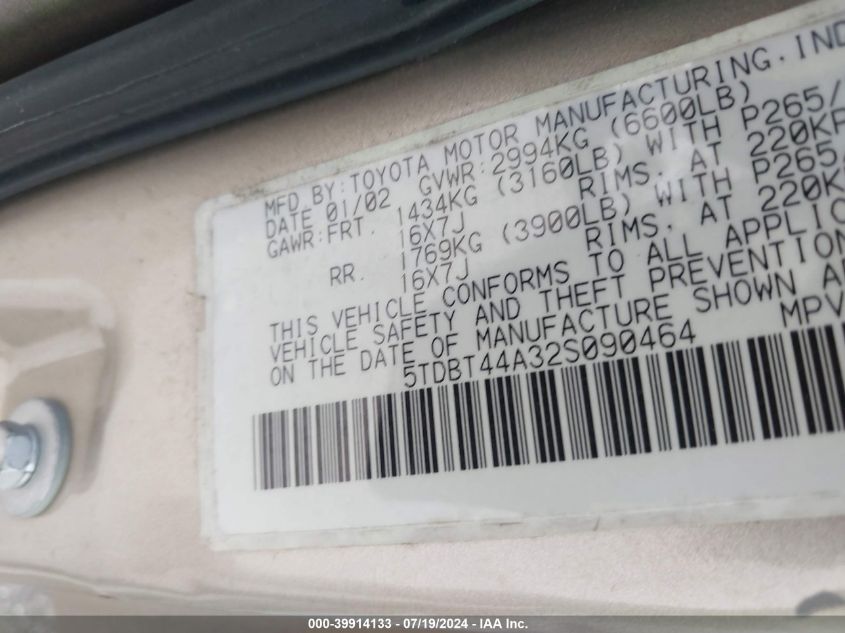 MFD.BY:TOYOTA MOTOR MANUFACTURING.IND
DATE 01/02 GVWR:2994KG (6600LB)
GAWR:FRT. 1434KG (3160LB) WITH P265/
16X7J RIMS. AT 220KP
RR. 1769KG (3900LB) WITH P265/
16X7J RIMS. AT 220K
THIS VEHICLE CONFORMS TO ALL APPLIC
VEHICLE SAFETY AND THEFT PREVENTION
ON THE DATE OF MANUFACTURE SHOWN A
5TDBT44A32S090464 MPV
000-39914133 - 07/19/2024 - IAA Inc.